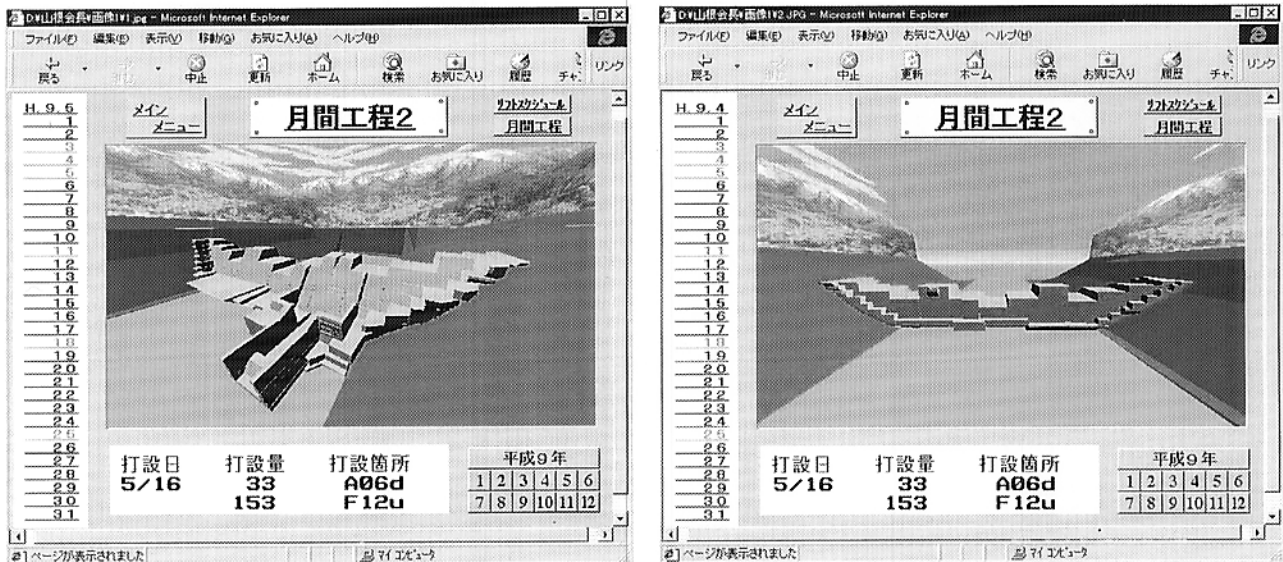 D:¥山根会長¥画像1¥1.jpg - Microsoft Internet Explorer
ファイル(F) 編集(E) 表示(V) 移動(G) お気に入り(A) ヘルプ(H)
戻る 中止 更新 ホーム 検索 お気に入り 履歴 チャ リンク
H.9.5
1
2
3
4
5
6
7
8
9
10
11
12
13
14
15
16
17
18
19
20
21
22
23
24
25
26
27
28
29
30
31
メイン
メニュー
月間工程2
リフトスケジュール
月間工程
打設日 打設量 打設箇所
5/16 33 A06d
153 F12u
平成9年
1 2 3 4 5 6
7 8 9 10 11 12
ページが表示されました マイ コンピュータ
D:¥山根会長¥画像1¥2.JPG - Microsoft Internet Explorer
ファイル(F) 編集(E) 表示(V) 移動(G) お気に入り(A) ヘルプ(H)
戻る 中止 更新 ホーム 検索 お気に入り 履歴 チャ リンク
H.9.4
1
2
3
4
5
6
7
8
9
10
11
12
13
14
15
16
17
18
19
20
21
22
23
24
25
26
27
28
29
30
31
メイン
メニュー
月間工程2
リフトスケジュール
月間工程
打設日 打設量 打設箇所
5/16 33 A06d
153 F12u
平成9年
1 2 3 4 5 6
7 8 9 10 11 12
ページが表示されました マイ コンピュータ